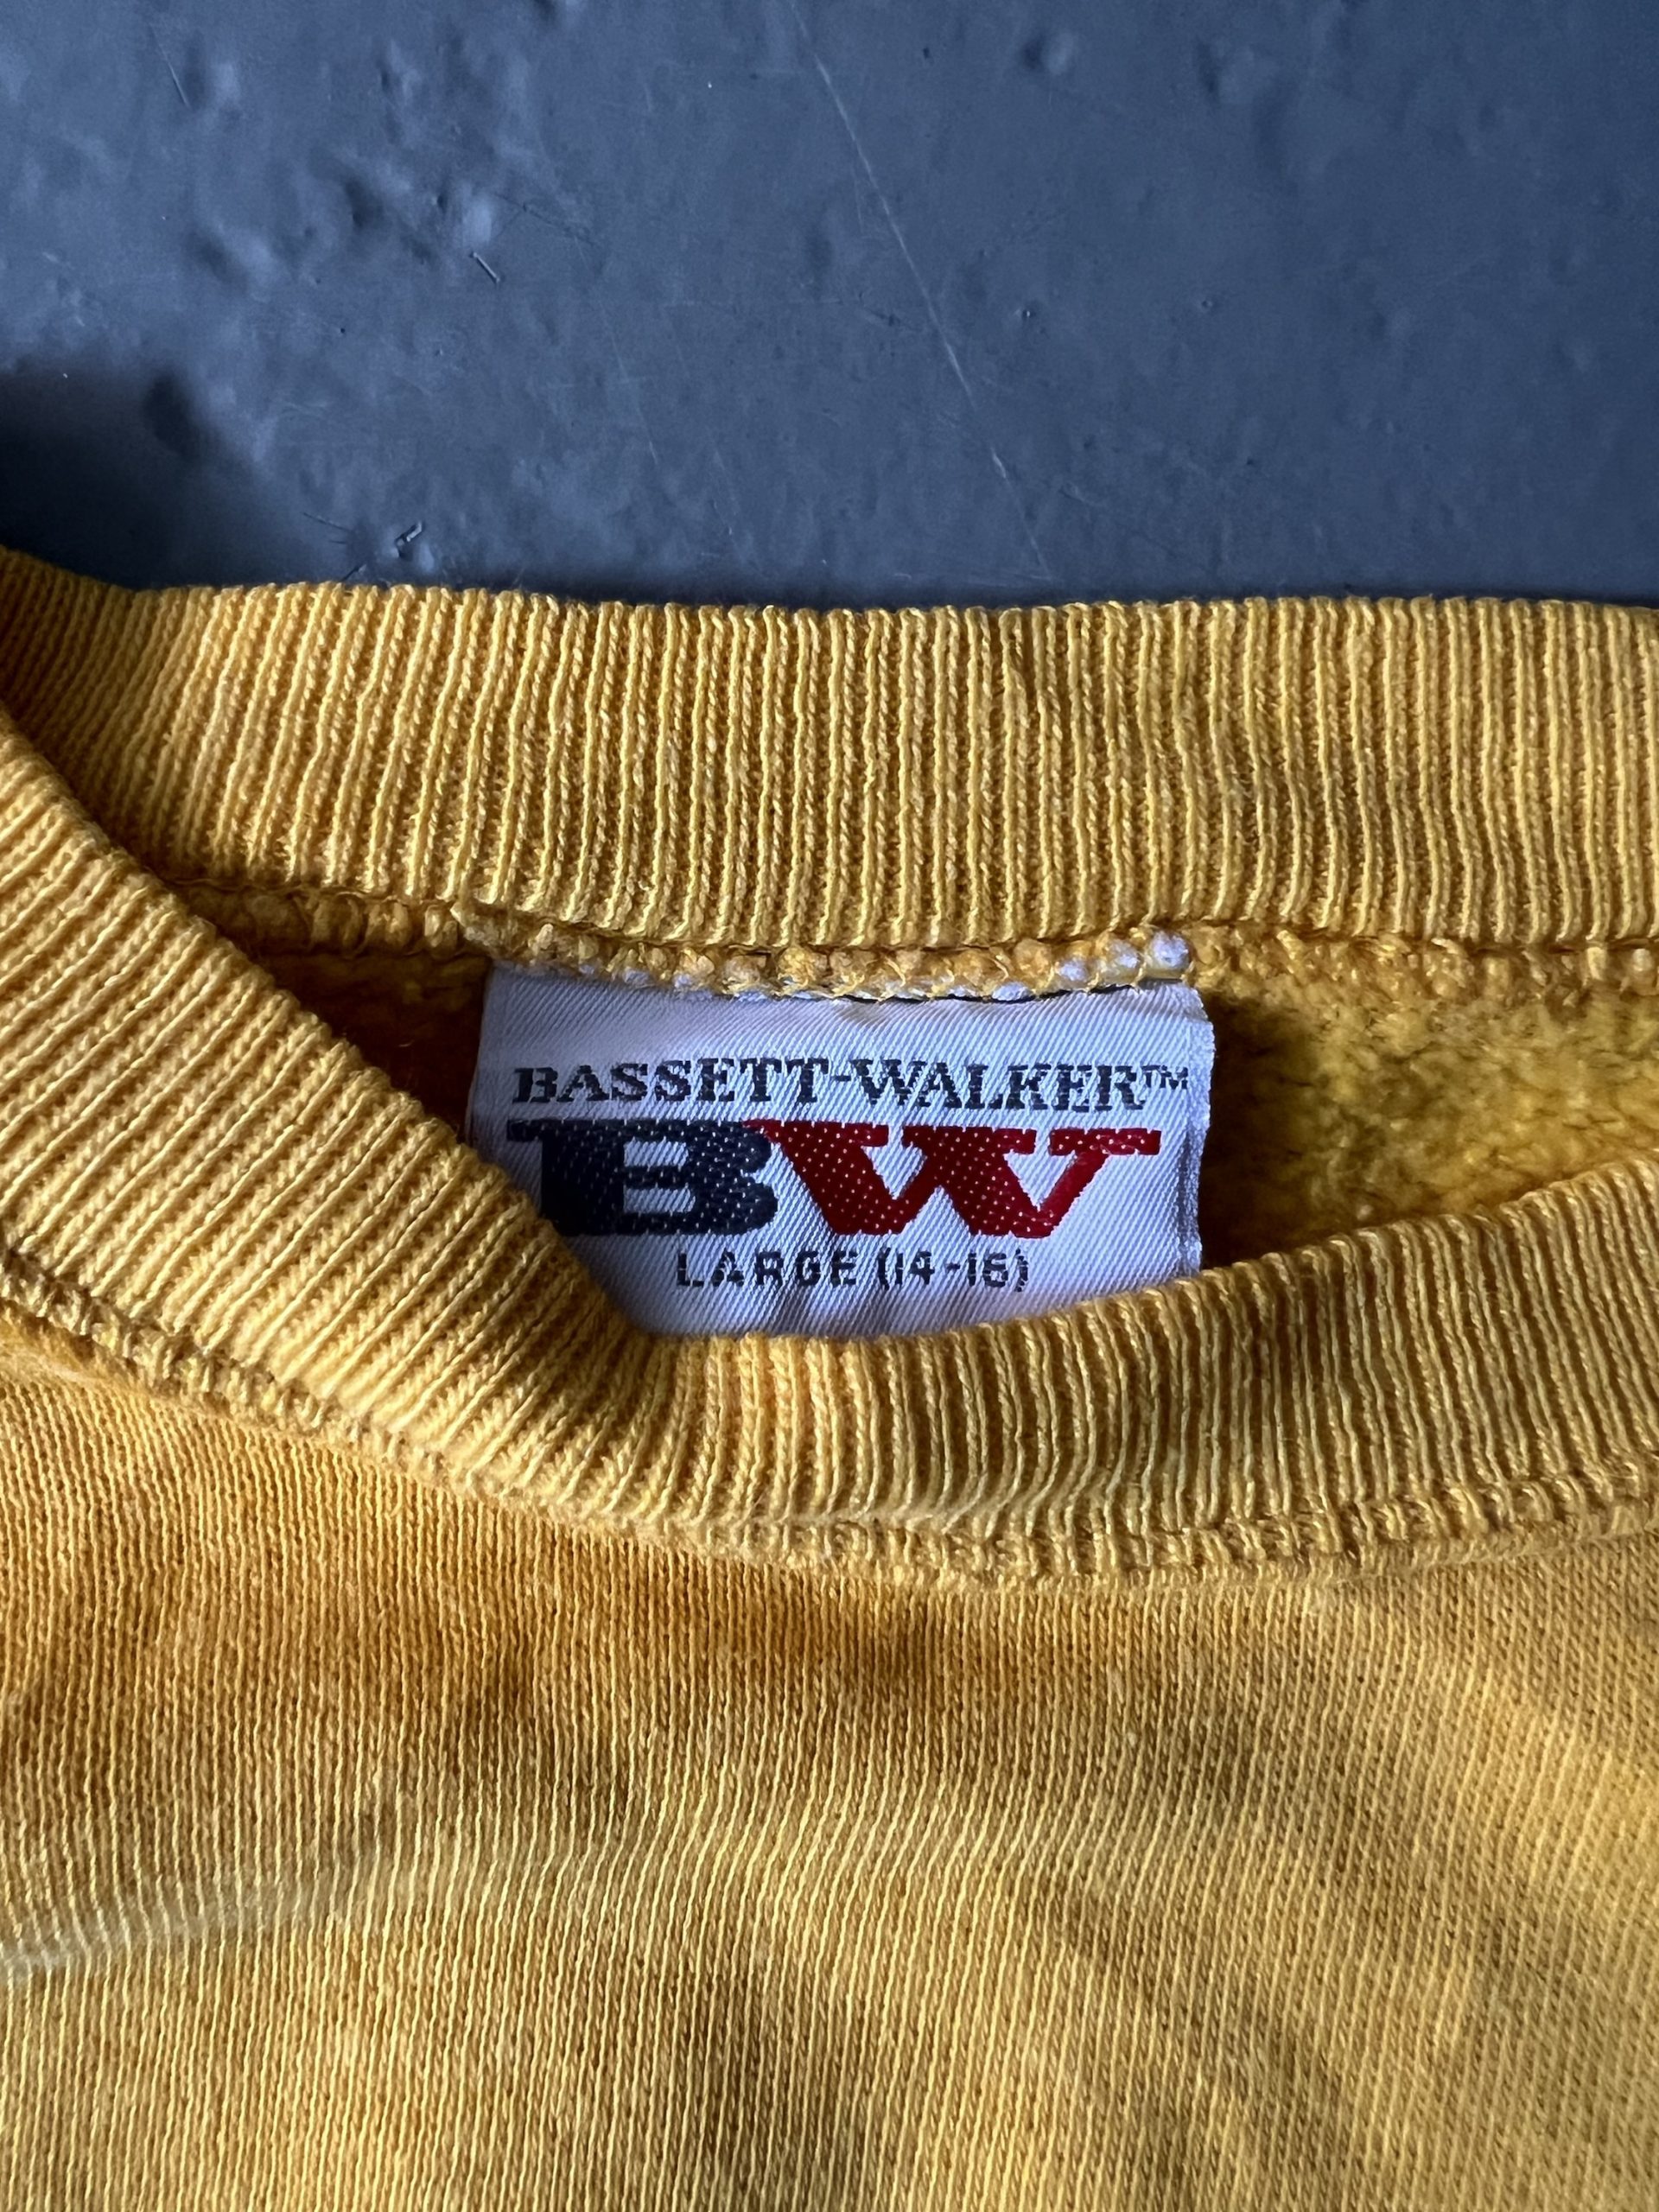 BASSETT-WALKER™
BW
LARGE (14-16)